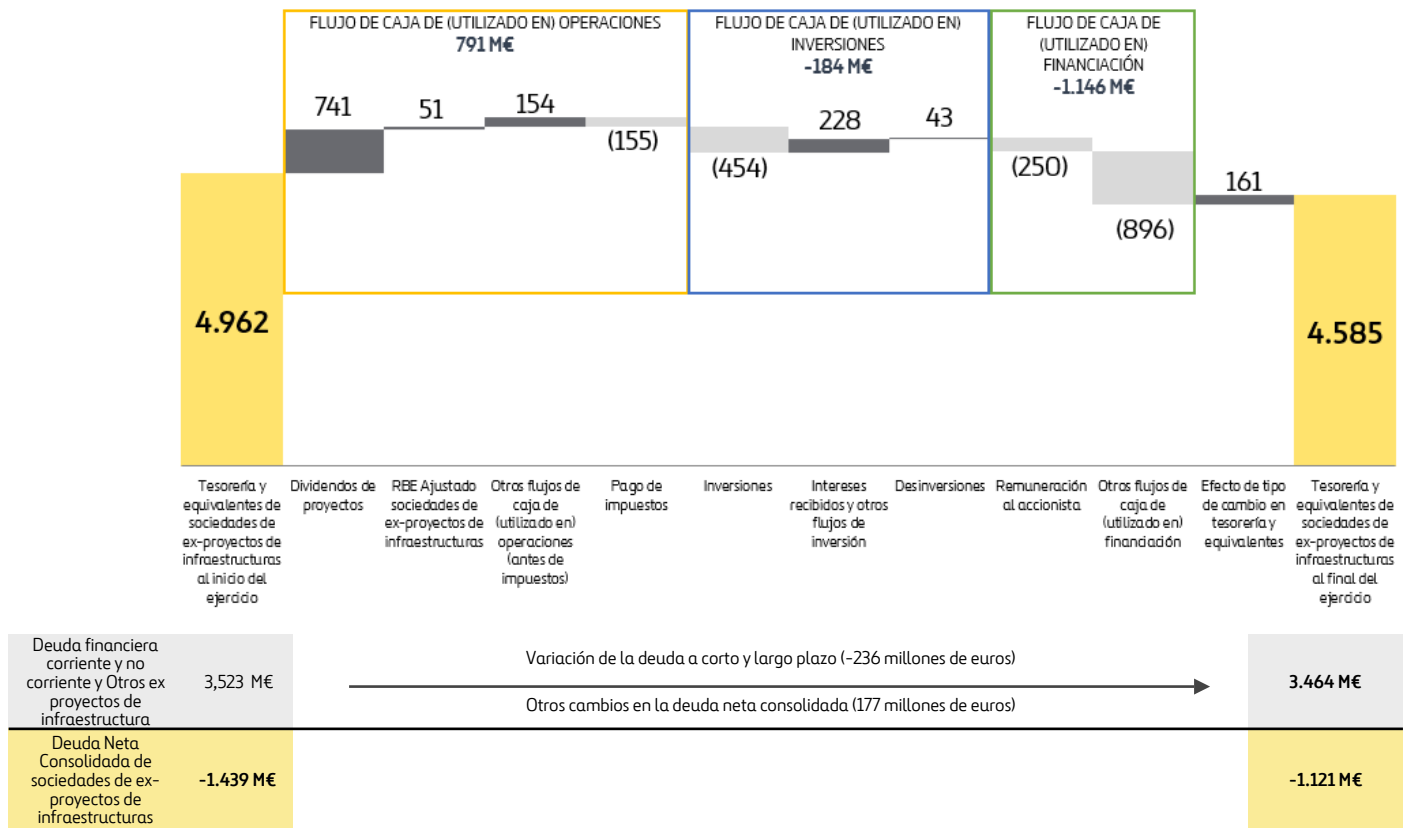 FLUJO DE CAJA DE (UTILIZADO EN) OPERACIONES
791 M€
FLUJO DE CAJA DE (UTILIZADO EN)
INVERSIONES
-184 M€
FLUJO DE CAJA DE
(UTILIZADO EN)
FINANCIACIÓN
-1.146 M€
741
51
154
(155)
(454)
228
43
(250)
(896)
161
4.962
4.585
Tesorería y
equivalentes de
sociedades de
ex-proyectos de
infraestructuras
al inicio del
ejercicio
Dividendos de
proyectos
RBE Ajustado
sociedades de
ex-proyectos de
infraestructuras
Otros flujos de
caja de
(utilizado en)
operaciones
(antes de
impuestos)
Pago de
impuestos
Inversiones
Intereses
recibidos y otros
flujos de
inversión
Desinversiones
Remuneración
al accionista
Otros flujos de
caja de
(utilizado en)
financiación
Efecto de tipo
de cambio en
tesorería y
equivalentes
Tesorería y
equivalentes de
sociedades de
ex-proyectos de
infraestructuras
al final del
ejercicio
Deuda financiera
corriente y no
corriente y Otros ex
proyectos de
infraestructura
3,523 M€
Variación de la deuda a corto y largo plazo (-236 millones de euros)
Otros cambios en la deuda neta consolidada (177 millones de euros)
3.464 M€
Deuda Neta
Consolidada de
sociedades de ex-
proyectos de
infraestructuras
-1.439 M€
-1.121 M€